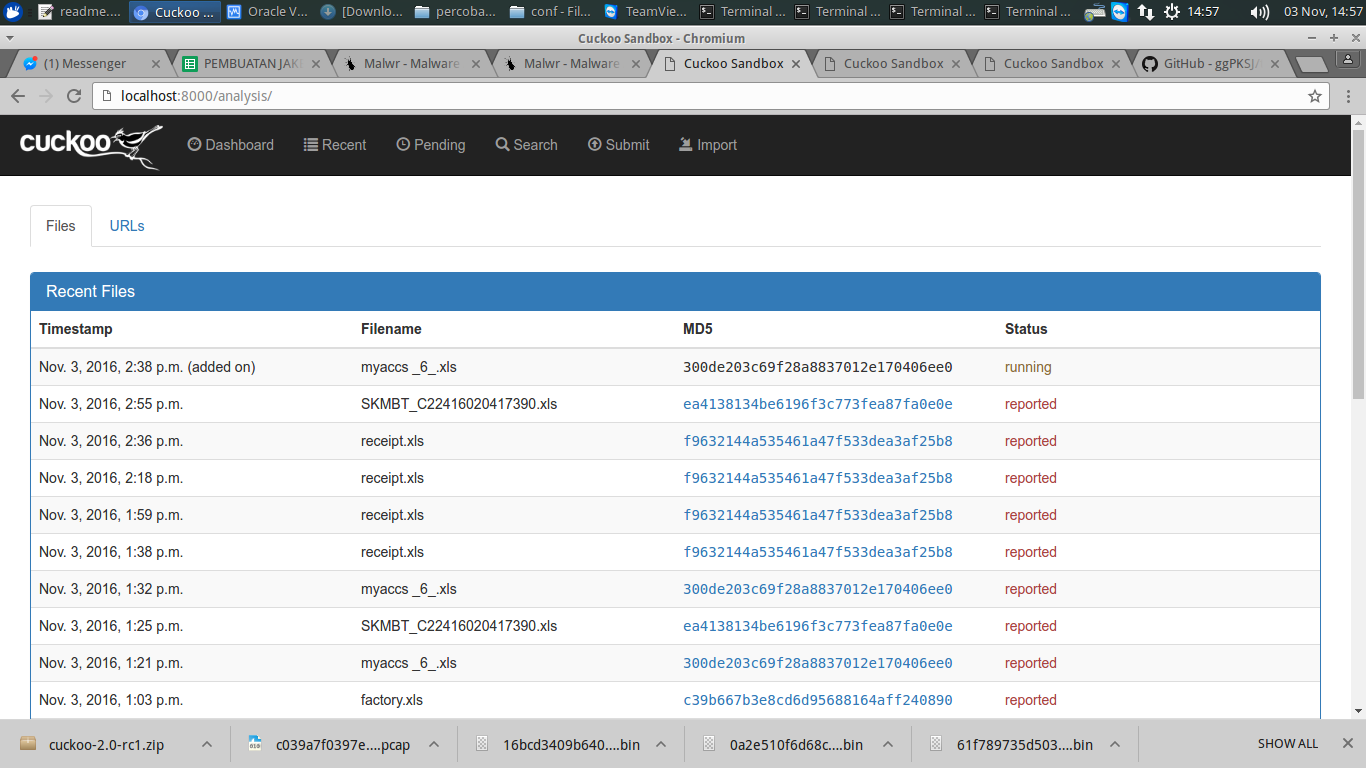 readme.... Cuckoo ... Oracle V... [Downlo... percoba... conf - Fil... TeamVie... Terminal ... Terminal ... Terminal ... Terminal ... 14:57 03 Nov, 14:57
Cuckoo Sandbox - Chromium
(1) Messenger PEMBUATAN JAK Malwr - Malware Malwr - Malware Cuckoo Sandbox Cuckoo Sandbox Cuckoo Sandbox GitHub - ggPKSJ/
localhost:8000/analysis/
cuckoo Dashboard Recent Pending Search Submit Import
Files URLs
Recent Files
Timestamp Filename MD5 Status
Nov. 3, 2016, 2:38 p.m. (added on) myaccs _6_.xls 300de203c69f28a8837012e170406ee0 running
Nov. 3, 2016, 2:55 p.m. SKMBT_C22416020417390.xls ea4138134be6196f3c773fea87fa0e0e reported
Nov. 3, 2016, 2:36 p.m. receipt.xls f9632144a535461a47f533dea3af25b8 reported
Nov. 3, 2016, 2:18 p.m. receipt.xls f9632144a535461a47f533dea3af25b8 reported
Nov. 3, 2016, 1:59 p.m. receipt.xls f9632144a535461a47f533dea3af25b8 reported
Nov. 3, 2016, 1:38 p.m. receipt.xls f9632144a535461a47f533dea3af25b8 reported
Nov. 3, 2016, 1:32 p.m. myaccs _6_.xls 300de203c69f28a8837012e170406ee0 reported
Nov. 3, 2016, 1:25 p.m. SKMBT_C22416020417390.xls ea4138134be6196f3c773fea87fa0e0e reported
Nov. 3, 2016, 1:21 p.m. myaccs _6_.xls 300de203c69f28a8837012e170406ee0 reported
Nov. 3, 2016, 1:03 p.m. factory.xls c39b667b3e8cd6d95688164aff240890 reported
cuckoo-2.0-rc1.zip c039a7f0397e....pcap 16bcd3409b640....bin 0a2e510f6d68c....bin 61f789735d503....bin SHOW ALL